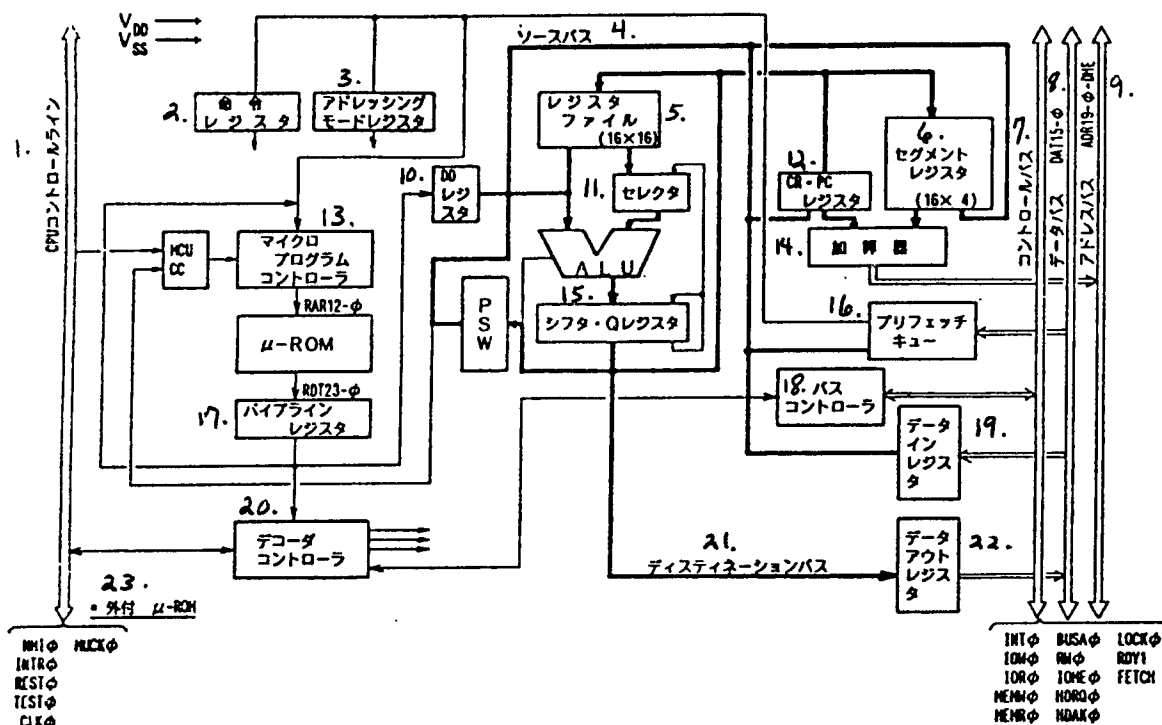 V_DD
V_SS
1.
CPUコントロールライン
2.
命令
レジスタ
3.
アドレッシング
モードレジスタ
ソースバス
4.
レジスタ
ファイル
(16×16)
5.
6.
セグメント
レジスタ
(16×4)
7.
コントロールバス
8.
データバス DAT15-φ
9.
アドレスバス ADR19-φ・DME
10.
DO
レジ
スタ
11.
セレクタ
12.
CR・PC
レジスタ
13.
マイクロ
プログラム
コントローラ
MCU
CC
14.
加算器
ALU
15.
シフタ・Qレジスタ
PSW
16.
プリフェッチ
キュー
RAR12-φ
μ-ROM
RDT23-φ
17.
パイプライン
レジスタ
18.バス
コントローラ
データ
イン
レジス
タ
19.
20.
デコーダ
コントローラ
21.
ディスティネーションバス
データ
アウト
レジス
タ
22.
23.
* 外付 μ-ROM
NMIφ MUCKφ
INTRφ
RESTφ
TESTφ
CLKφ
INTφ BUSAφ LOCKφ
IOWφ RWφ RDY1
IORφ IOMEφ FETCH
MEMWφ HDRQφ
MEMRφ HDAKφ